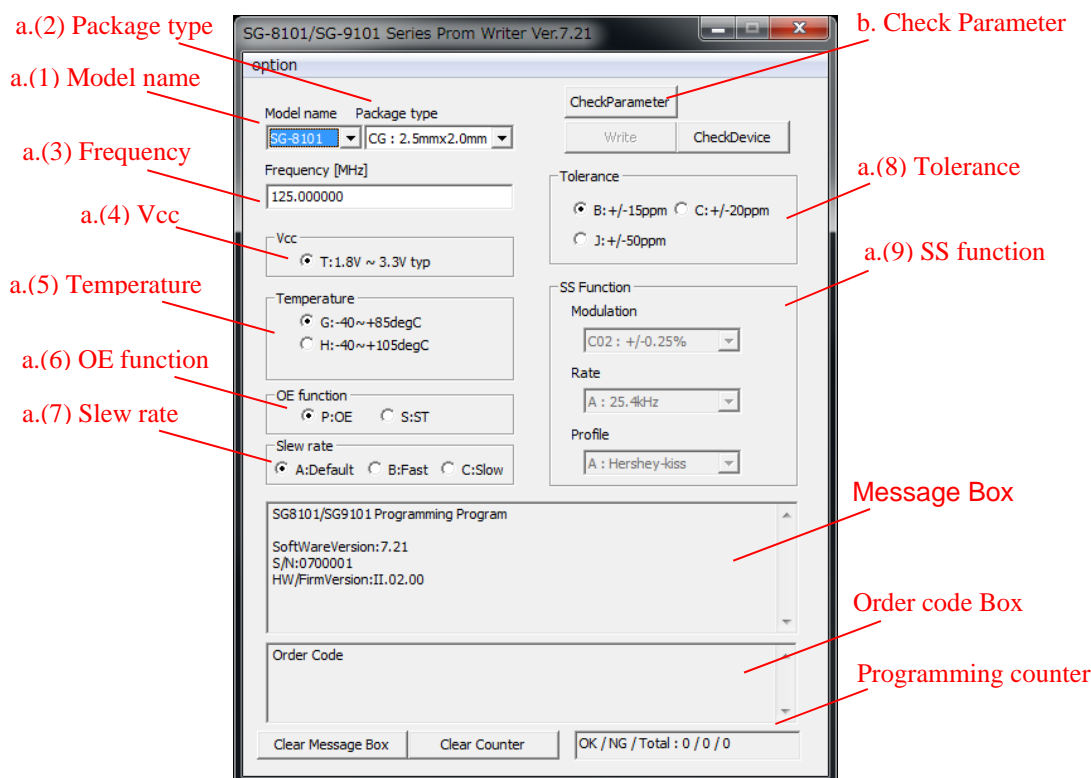 a.(2) Package type
b. Check Parameter
a.(1) Model name
a.(3) Frequency
a.(4) Vcc
a.(5) Temperature
a.(6) OE function
a.(7) Slew rate
SG-8101/SG-9101 Series Prom Writer Ver.7.21
option
Model name Package type
SG-8101 CG : 2.5mmx2.0mm
CheckParameter
Write CheckDevice
Frequency [MHz]
125.000000
Vcc
T:1.8V ~ 3.3V typ
Temperature
G:-40~+85degC
H:-40~+105degC
OE function
P:OE S:ST
Slew rate
A:Default B:Fast C:Slow
Tolerance
B:+/-15ppm C:+/-20ppm
J:+/-50ppm
SS Function
Modulation
C02 : +/-0.25%
Rate
A : 25.4kHz
Profile
A : Hershey-kiss
SG8101/SG9101 Programming Program
SoftWareVersion:7.21
S/N:0700001
HW/FirmVersion:II.02.00
Order Code
Clear Message Box Clear Counter OK / NG / Total : 0 / 0 / 0
a.(8) Tolerance
a.(9) SS function
Message Box
Order code Box
Programming counter